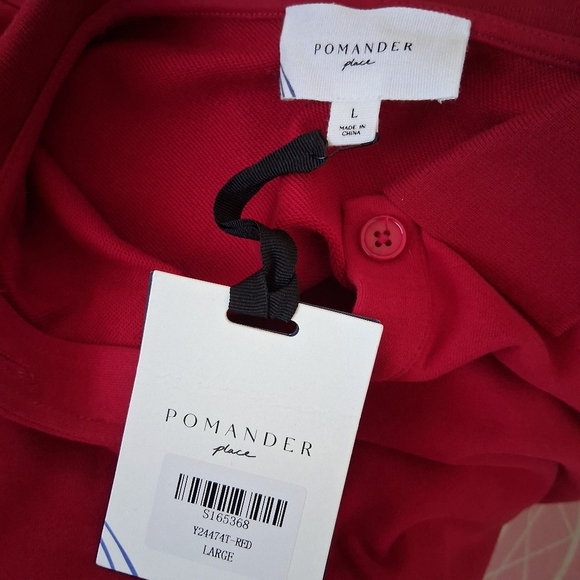 POMANDER
place
L
MADE IN
CHINA
POMANDER
place
S165368
Y24474T-RED
LARGE